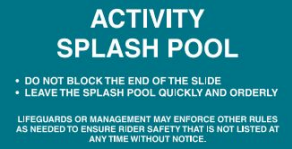 ACTIVITY
SPLASH POOL
• DO NOT BLOCK THE END OF THE SLIDE
• LEAVE THE SPLASH POOL QUICKLY AND ORDERLY
LIFEGUARDS OR MANAGEMENT MAY ENFORCE OTHER RULES
AS NEEDED TO ENSURE RIDER SAFETY THAT IS NOT LISTED AT
ANY TIME WITHOUT NOTICE.